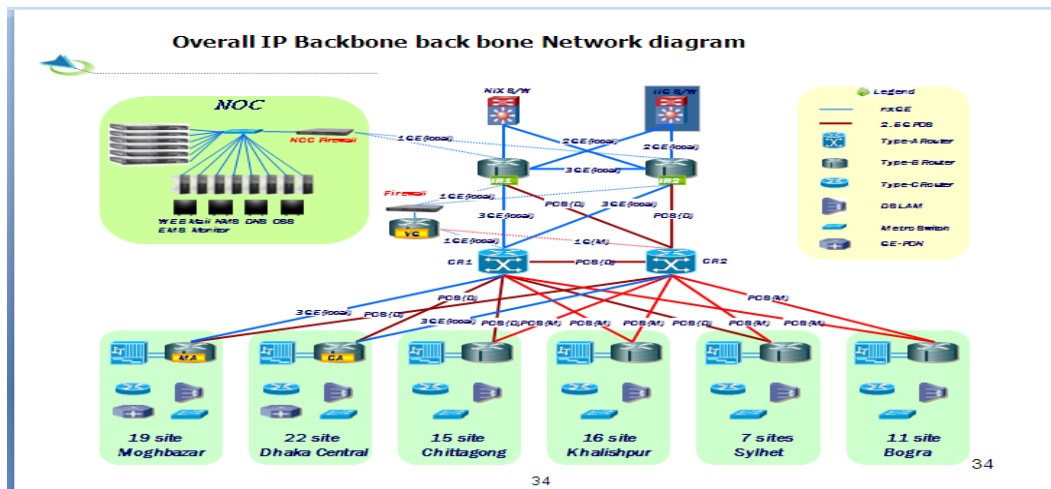 Overall IP Backbone back bone Network diagram
NOC
NOC Firewall
WEB Mail NMS DNS OSS
EMS Monitor
NIX S/W
IIG S/W
1GE(local)
2GE(local)
2GE(local)
3GE(local)
IR1
IR2
Firewall
1GE(local)
3GE(local)
3GE(local)
POS(D)
POS(D)
1GE(local)
1G(M)
CR1
POS(D)
CR2
Legend
nxGE
2.5G POS
Type-A Router
Type-B Router
Type-C Router
DSLAM
Metro Switch
GE-PON
POS(D)
POS(D)
3GE(local)
POS(D)
3GE(local)
POS(D)
POS(M)
POS(M)
POS(M)
POS(D)
POS(M)
POS(M)
MA
19 site
Moghbazar
CA
22 site
Dhaka Central
15 site
Chittagong
16 site
Khalishpur
7 sites
Sylhet
11 site
Bogra
34
34